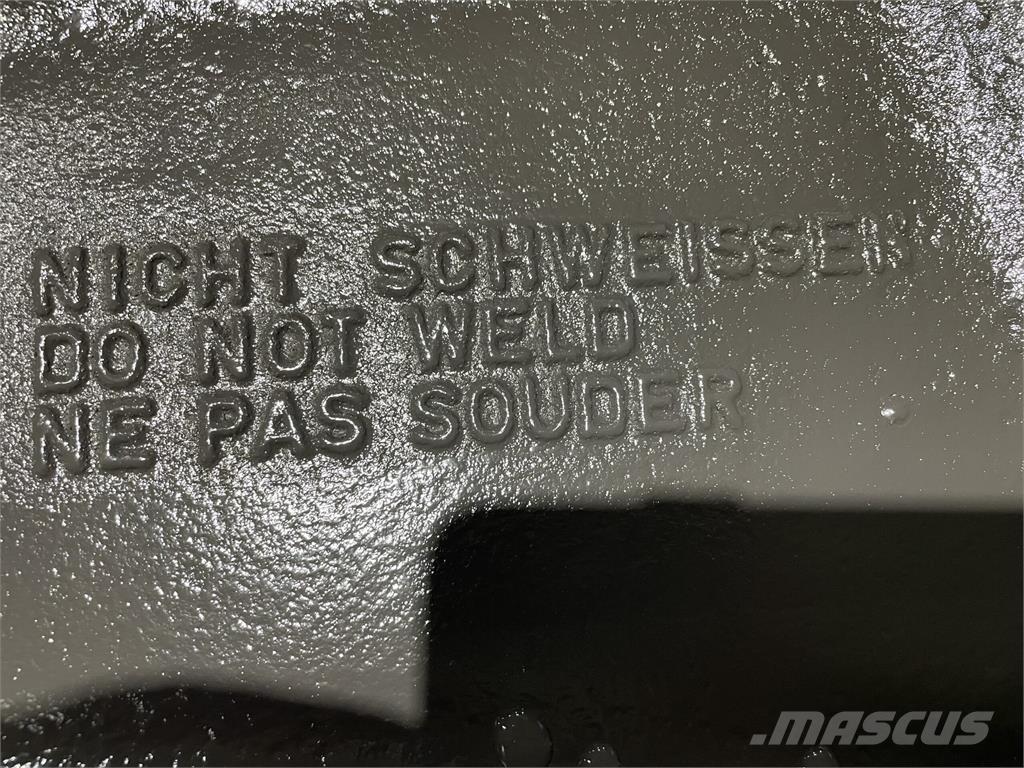 NICHT SCHWEISSEN
DO NOT WELD
NE PAS SOUDER
MASCUS